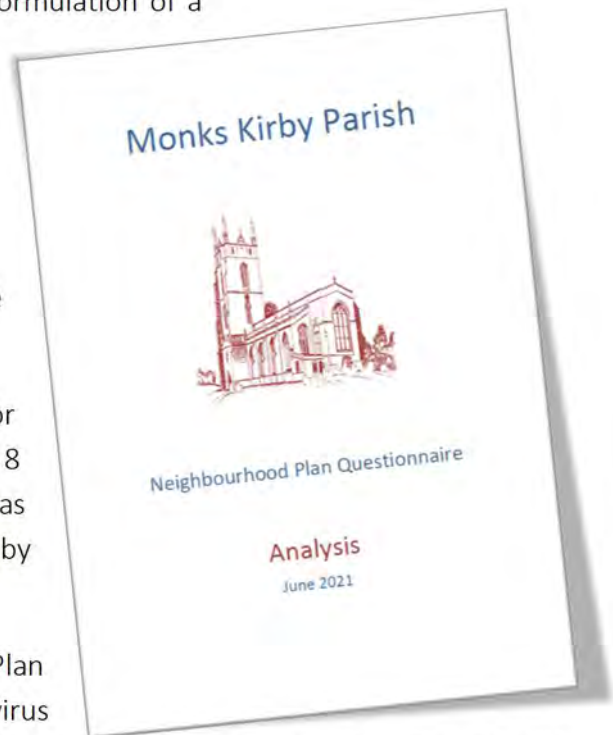 ormulation of a
Monks Kirby Parish
or
8
as
by
Neighbourhood Plan Questionnaire
Analysis
June 2021
Plan
virus